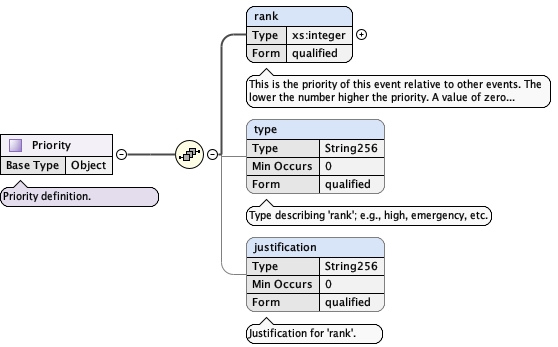 rank
Type xs:integer
Form qualified
This is the priority of this event relative to other events. The
lower the number higher the priority. A value of zero...
type
Type String256
Min Occurs 0
Form qualified
Type describing 'rank'; e.g., high, emergency, etc.
Priority
Base Type Object
Priority definition.
justification
Type String256
Min Occurs 0
Form qualified
Justification for 'rank'.